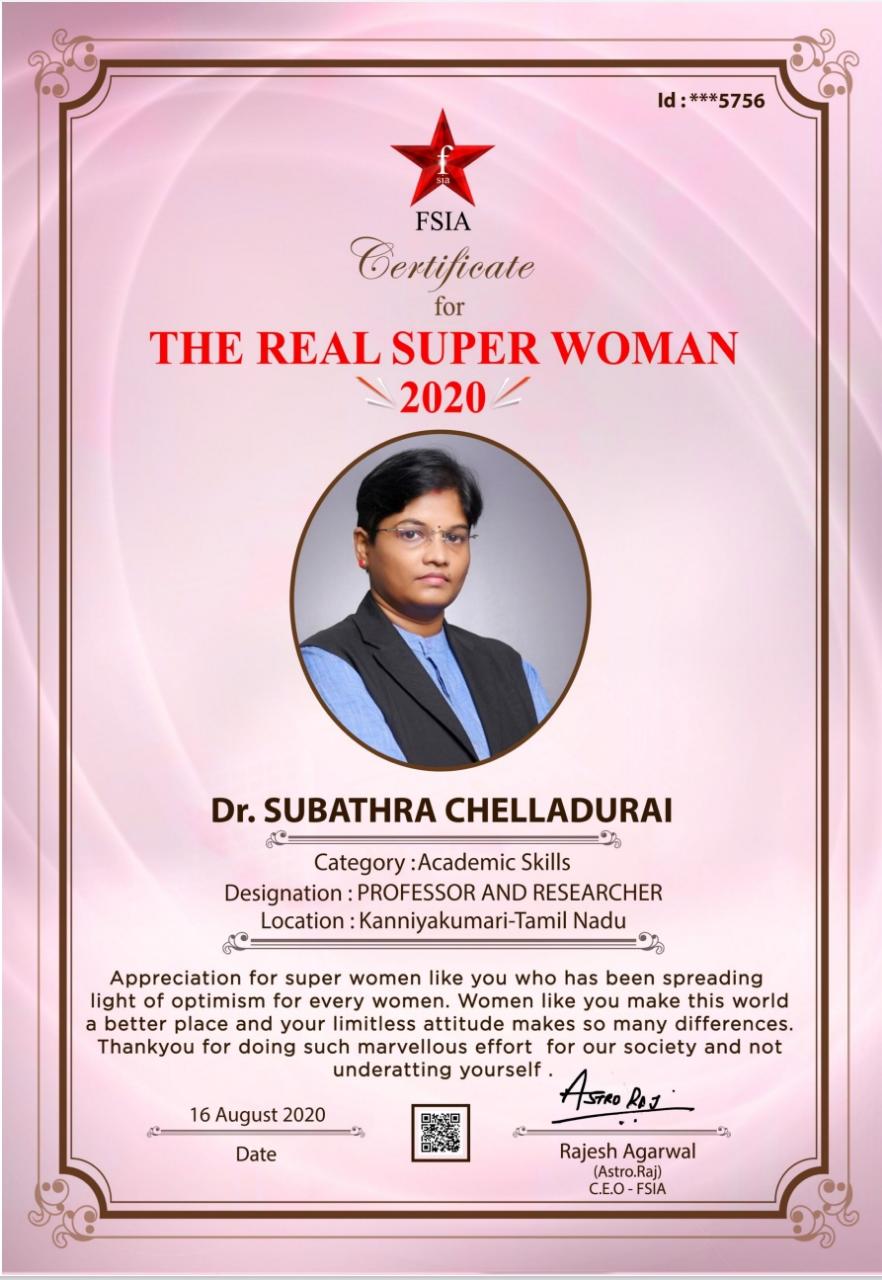 Id : ***5756
f
sia
FSIA
Certificate
for
THE REAL SUPER WOMAN
2020
Dr. SUBATHRA CHELLADURAI
Category : Academic Skills
Designation : PROFESSOR AND RESEARCHER
Location : Kanniyakumari-Tamil Nadu
Appreciation for super women like you who has been spreading
light of optimism for every women. Women like you make this world
a better place and your limitless attitude makes so many differences.
Thankyou for doing such marvellous effort for our society and not
underatting yourself .
ASTRO RAJ
16 August 2020
Date
Rajesh Agarwal
(Astro.Raj)
C.E.O - FSIA